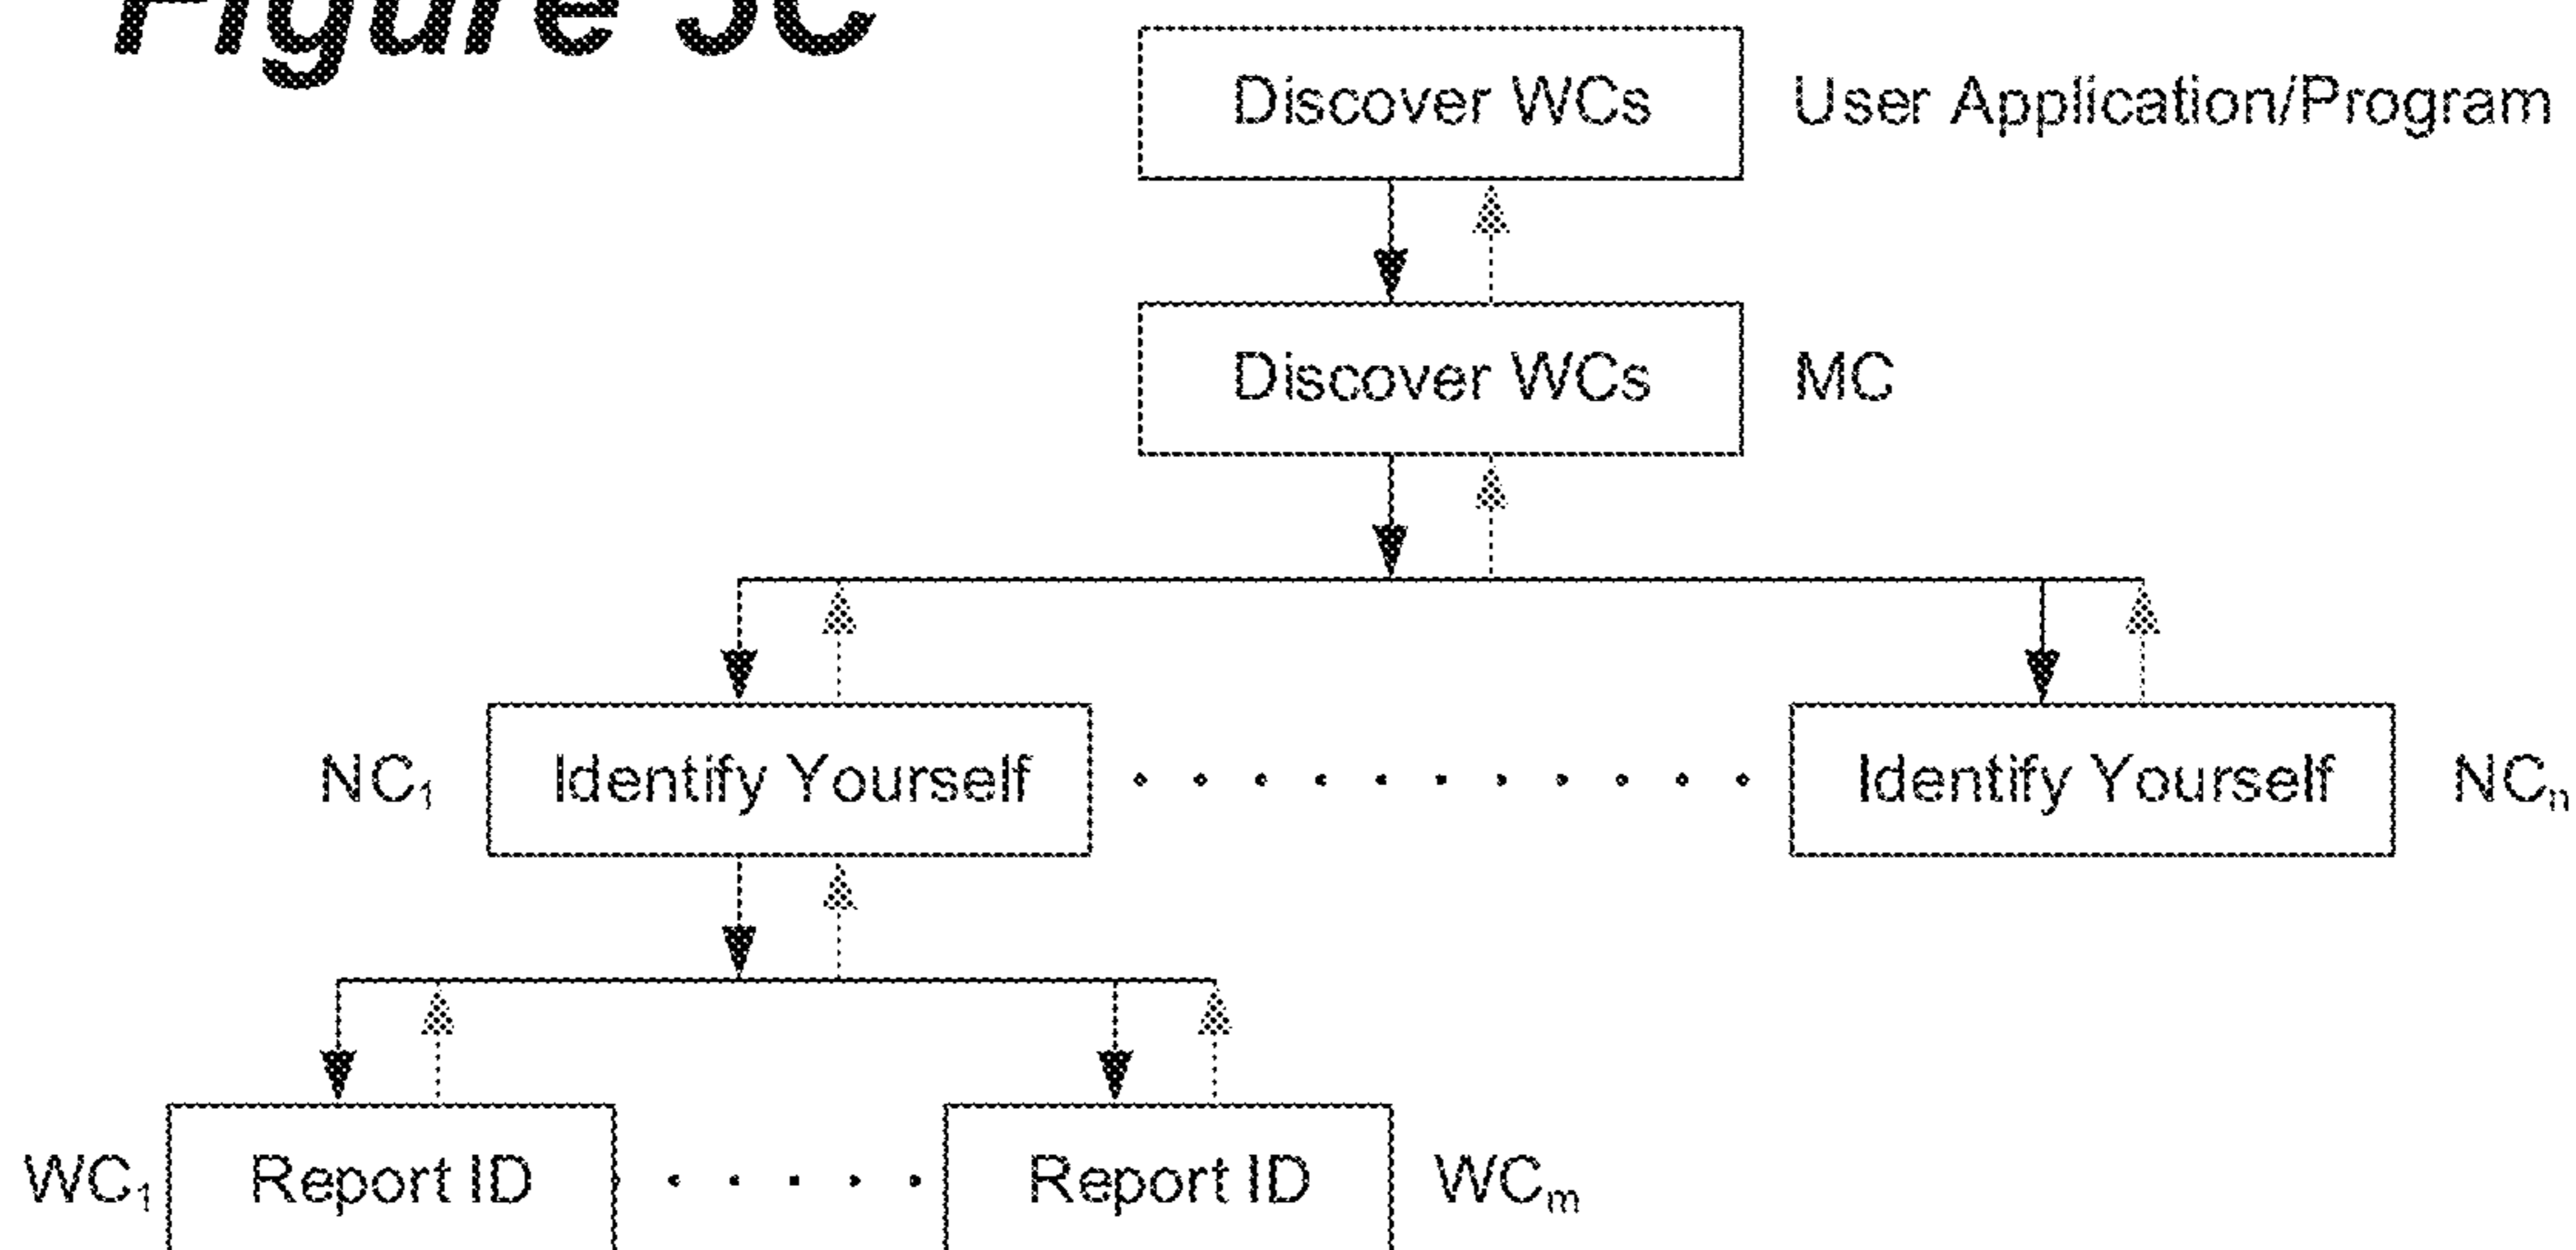 Figure 3C
Discover WCs User Application/Program
Discover WCs MC
NC₁ Identify Yourself Identify Yourself NCₙ
WC₁ Report ID Report ID WCₘ